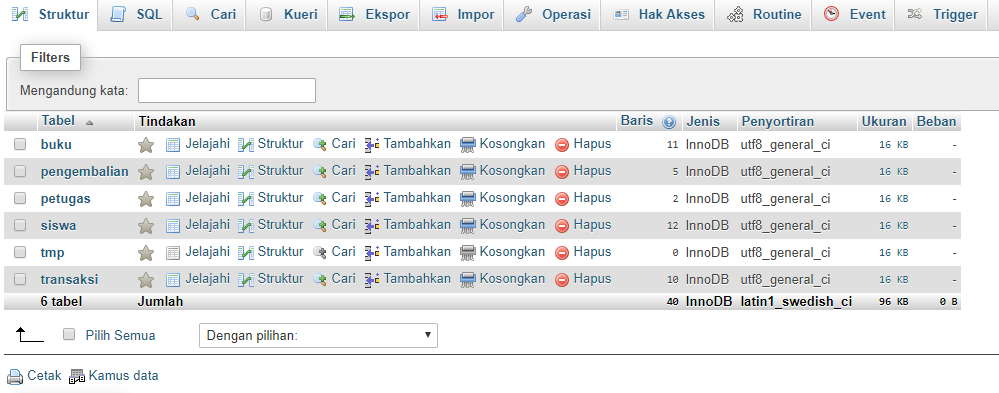 Struktur SQL Cari Kueri Ekspor Impor Operasi Hak Akses Routine Event Trigger
Filters
Mengandung kata:
Tabel Tindakan Baris Jenis Penyortiran Ukuran Beban
buku Jelajahi Struktur Cari Tambahkan Kosongkan Hapus 11 InnoDB utf8_general_ci 16 KB -
pengembalian Jelajahi Struktur Cari Tambahkan Kosongkan Hapus 5 InnoDB utf8_general_ci 16 KB -
petugas Jelajahi Struktur Cari Tambahkan Kosongkan Hapus 2 InnoDB utf8_general_ci 16 KB -
siswa Jelajahi Struktur Cari Tambahkan Kosongkan Hapus 12 InnoDB utf8_general_ci 16 KB -
tmp Jelajahi Struktur Cari Tambahkan Kosongkan Hapus 0 InnoDB utf8_general_ci 16 KB -
transaksi Jelajahi Struktur Cari Tambahkan Kosongkan Hapus 10 InnoDB utf8_general_ci 16 KB -
6 tabel Jumlah 40 InnoDB latin1_swedish_ci 96 KB 0 B
Pilih Semua Dengan pilihan:
Cetak Kamus data